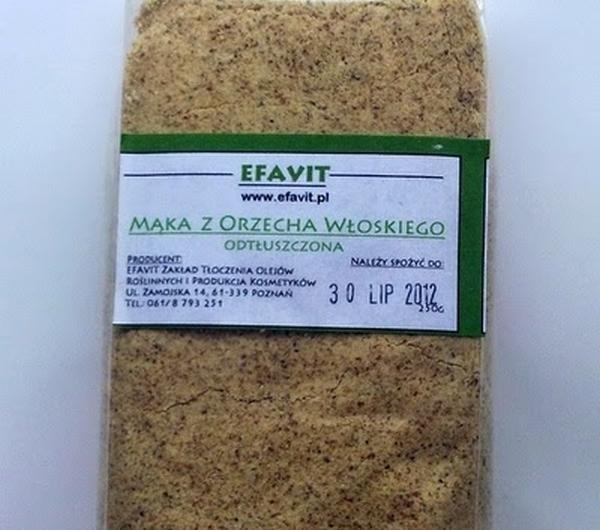 EFAVIT
www.efavit.pl
MĄKA Z ORZECHA WŁOSKIEGO
ODTŁUSZCZONA
PRODUCENT:
EFAVIT ZAKŁAD TŁOCZENIA OLEJÓW
ROŚLINNYCH I PRODUKCJA KOSMETYKÓW
UL. ZAMOJSKA 14, 61-339 POZNAŃ
TEL.: 061/8 793 251
NALEŻY SPOŻYĆ DO:
30 LIP 2012
250G